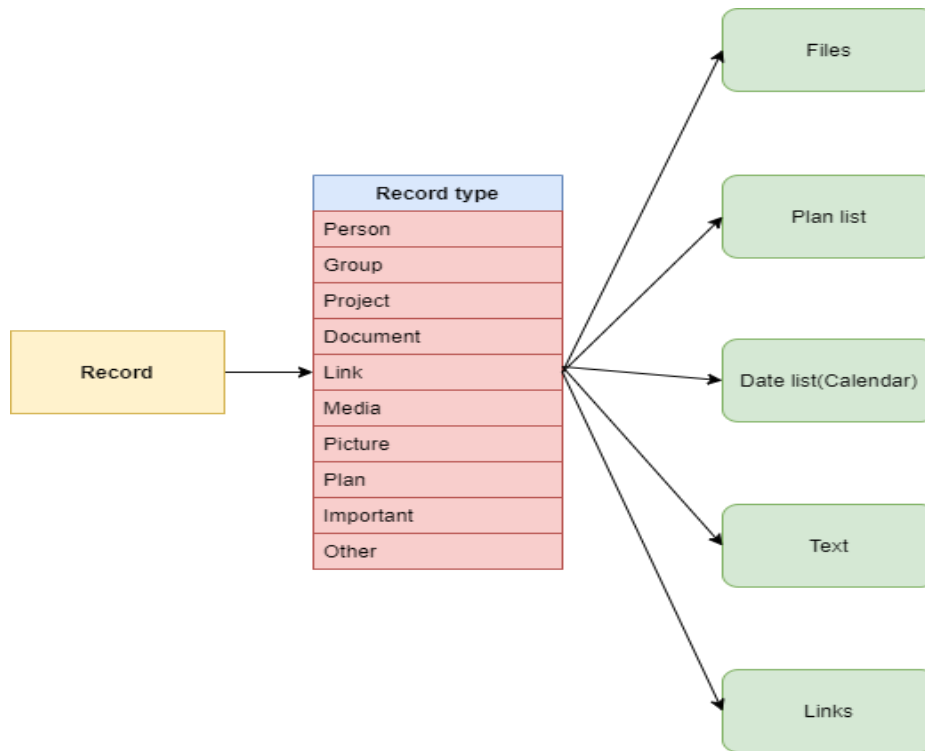 Record
Record type
Person
Group
Project
Document
Link
Media
Picture
Plan
Important
Other
Files
Plan list
Date list(Calendar)
Text
Links